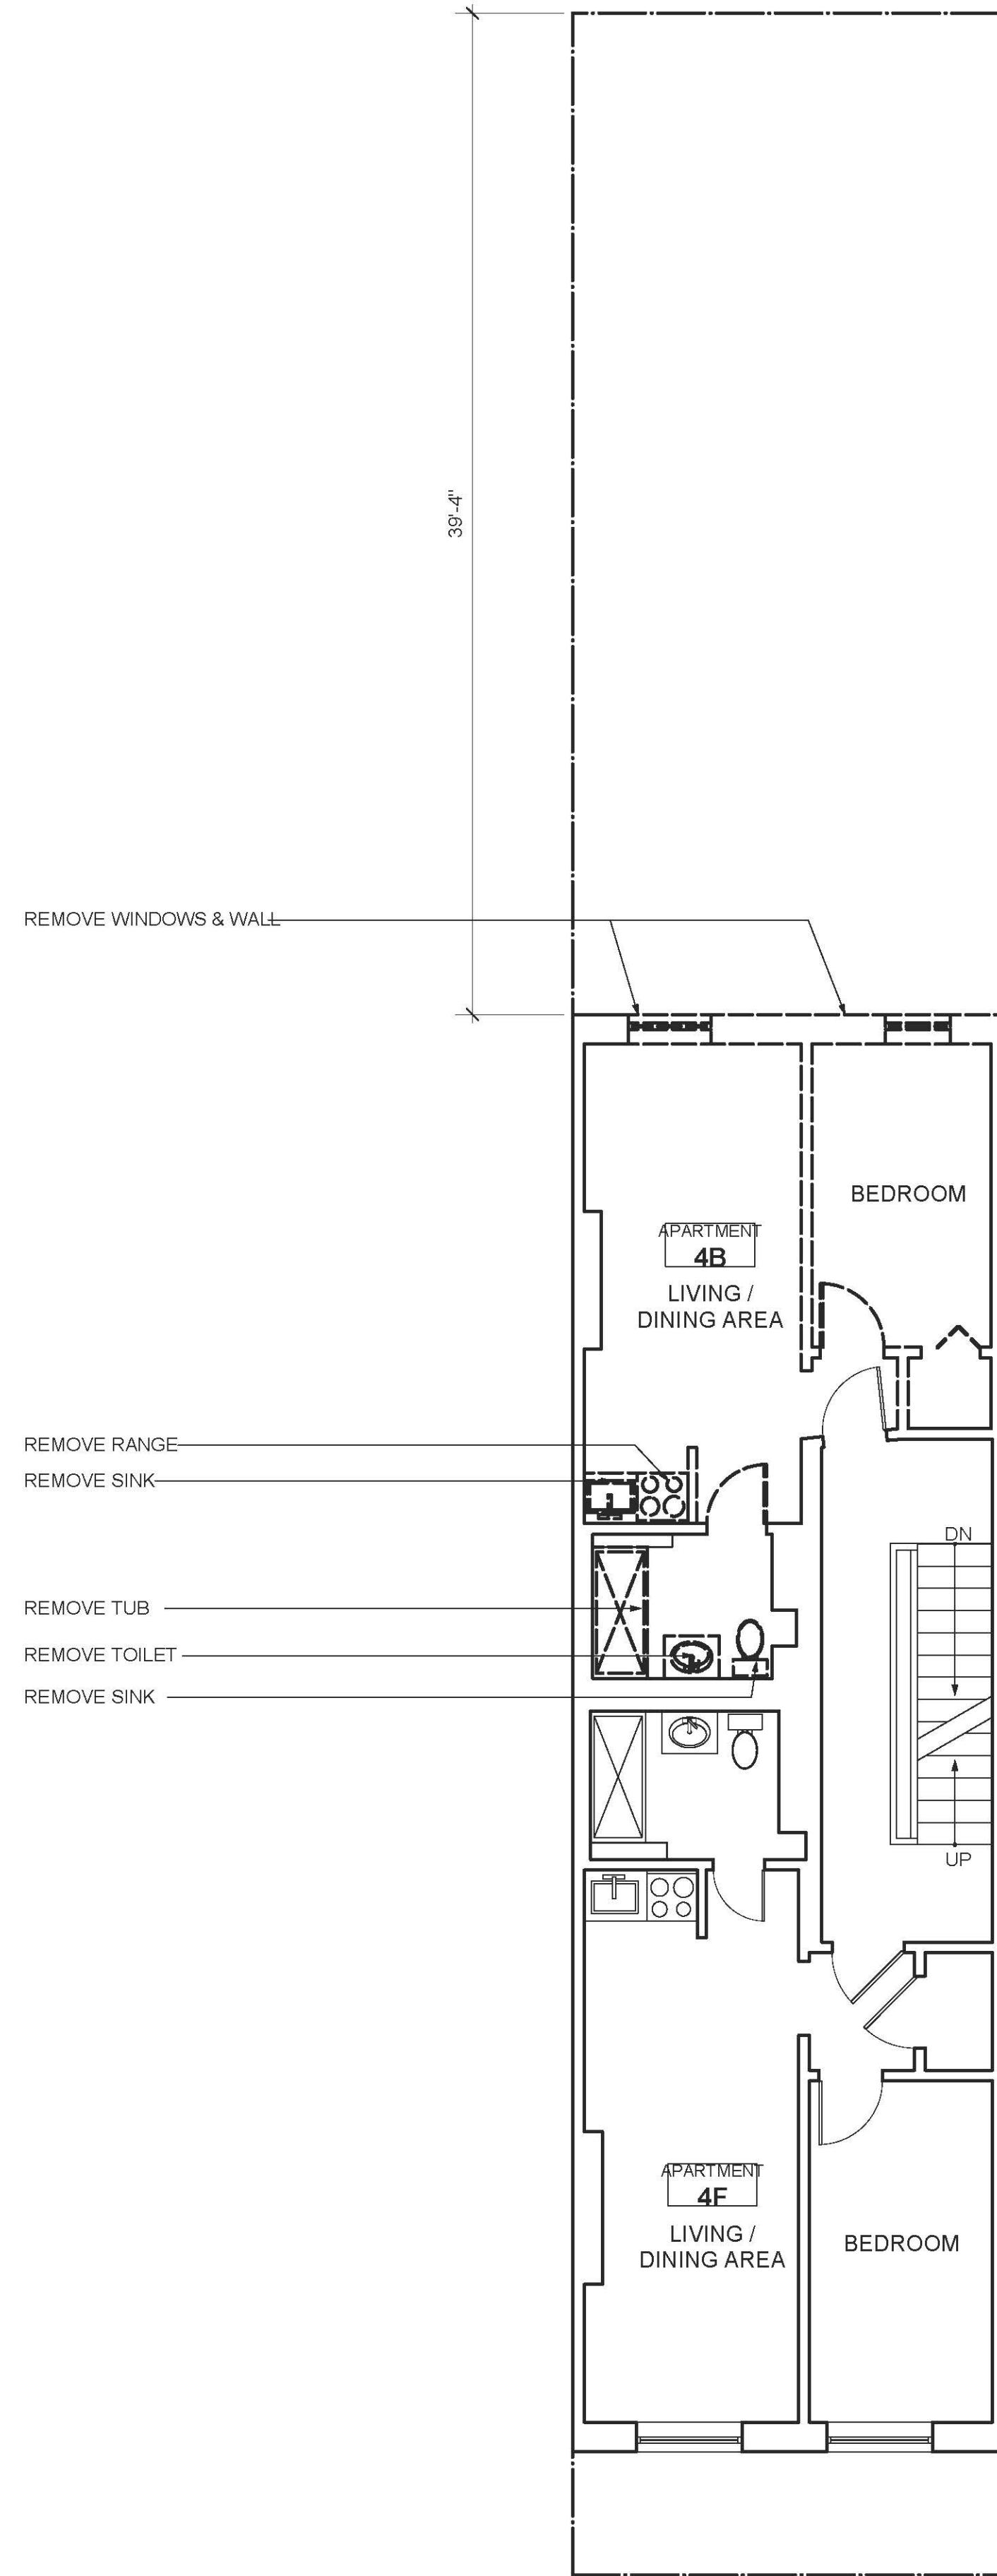 39'-4"
REMOVE WINDOWS & WALL
BEDROOM
APARTMENT
4B
LIVING /
DINING AREA
REMOVE RANGE
REMOVE SINK
DN
REMOVE TUB
REMOVE TOILET
REMOVE SINK
UP
APARTMENT
4F
LIVING /
DINING AREA
BEDROOM